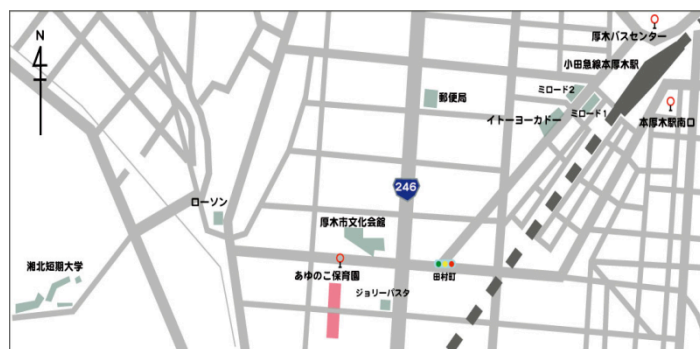 厚木バスセンター
小田急線本厚木駅
ミロード2
ミロード1
本厚木駅南口
郵便局
イトーヨーカドー
246
ローソン
厚木市文化会館
あゆのこ保育園
田村町
湘北短期大学
ジョリーパスタ